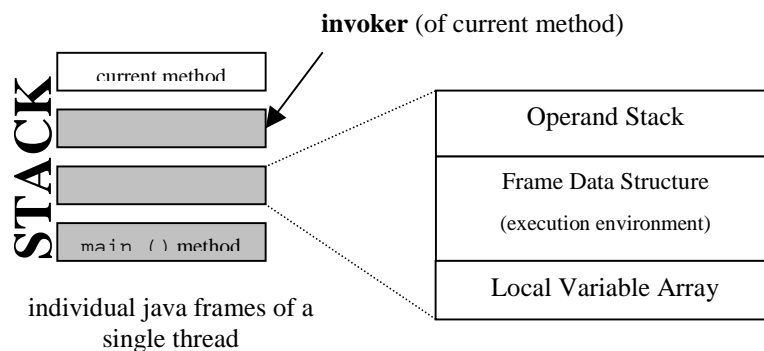 invoker (of current method)
STACK
current method
main () method
individual java frames of a
single thread
Operand Stack
Frame Data Structure
(execution environment)
Local Variable Array